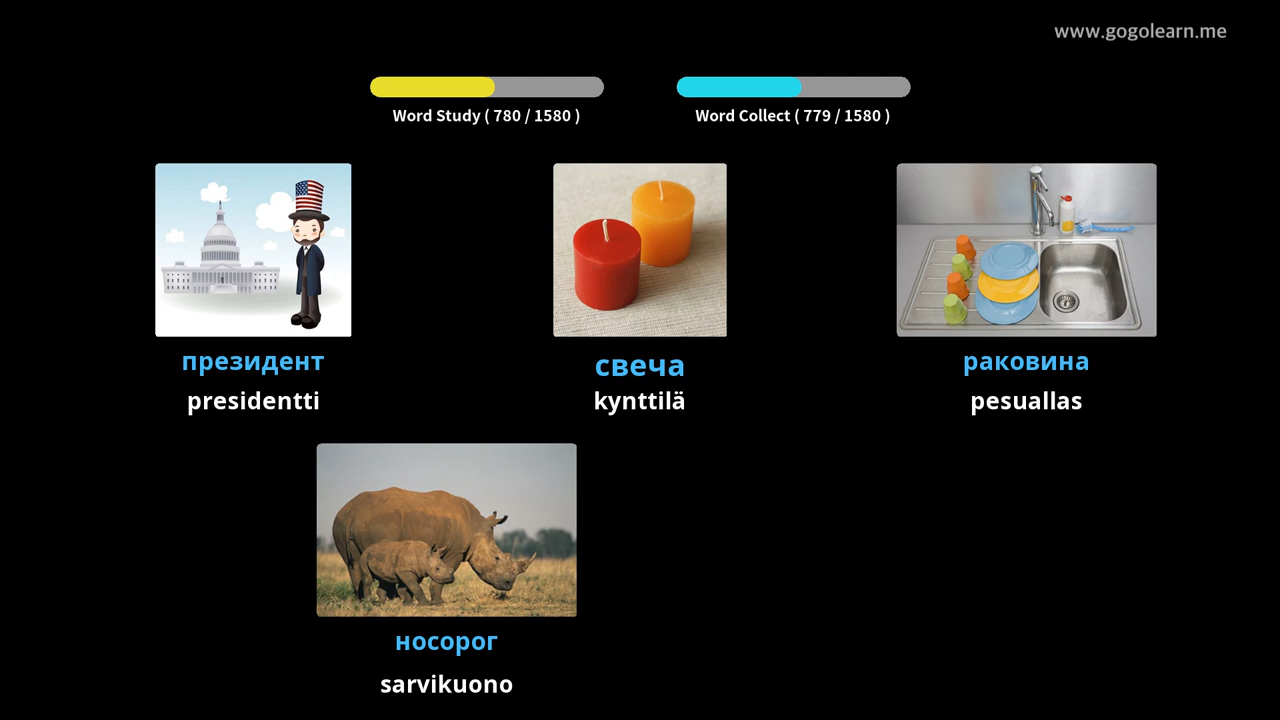 www.gogolearn.me
Word Study ( 780 / 1580 )
Word Collect ( 779 / 1580 )
президент
свеча
раковина
presidentti
kynttilä
pesuallas
носорог
sarvikuono